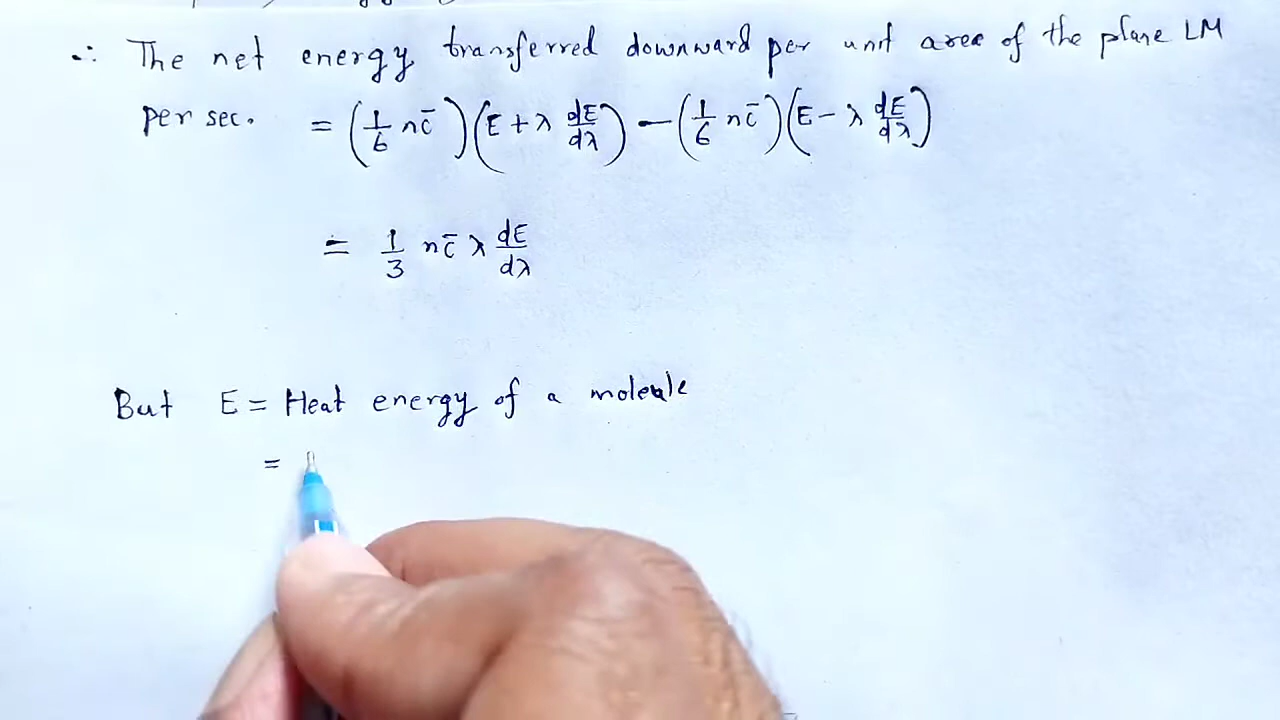 ∴ The net energy transferred downward per unit area of the plane LM
per sec. = (1/6 nc̄)(E + λ dE/dλ) − (1/6 nc̄)(E − λ dE/dλ)
= 1/3 nc̄ λ dE/dλ
But E = Heat energy of a molecule
=